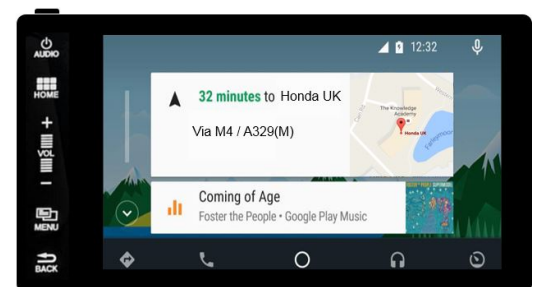 AUDIO
HOME
VOL
MENU
BACK
12:32
32 minutes to Honda UK
Via M4 / A329(M)
The Knowledge
Academy
Honda UK
Coming of Age
Foster the People • Google Play Music